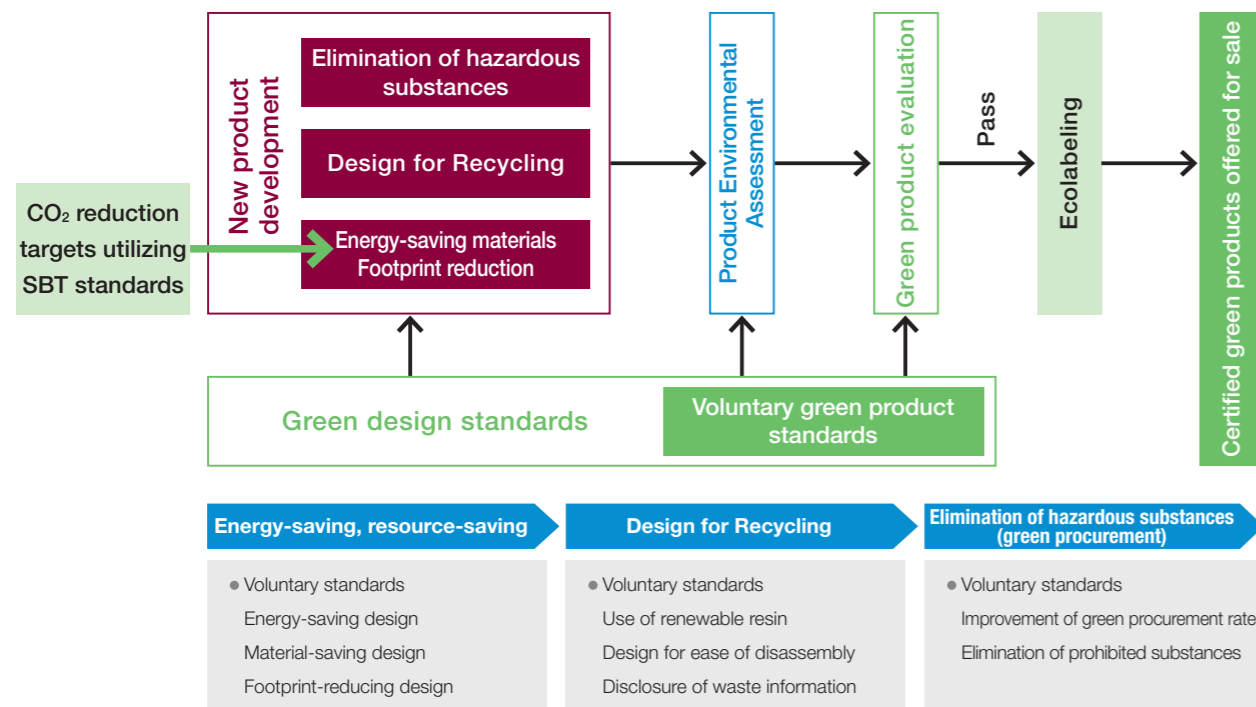 CO₂ reduction
targets utilizing
SBT standards
New product
development
Elimination of hazardous
substances
Design for Recycling
Energy-saving materials
Footprint reduction
Product Environmental
Assessment
Green product evaluation
Pass
Ecolabeling
Certified green products offered for sale
Green design standards
Voluntary green product
standards
Energy-saving, resource-saving
● Voluntary standards
Energy-saving design
Material-saving design
Footprint-reducing design
Design for Recycling
● Voluntary standards
Use of renewable resin
Design for ease of disassembly
Disclosure of waste information
Elimination of hazardous substances
(green procurement)
● Voluntary standards
Improvement of green procurement rate
Elimination of prohibited substances